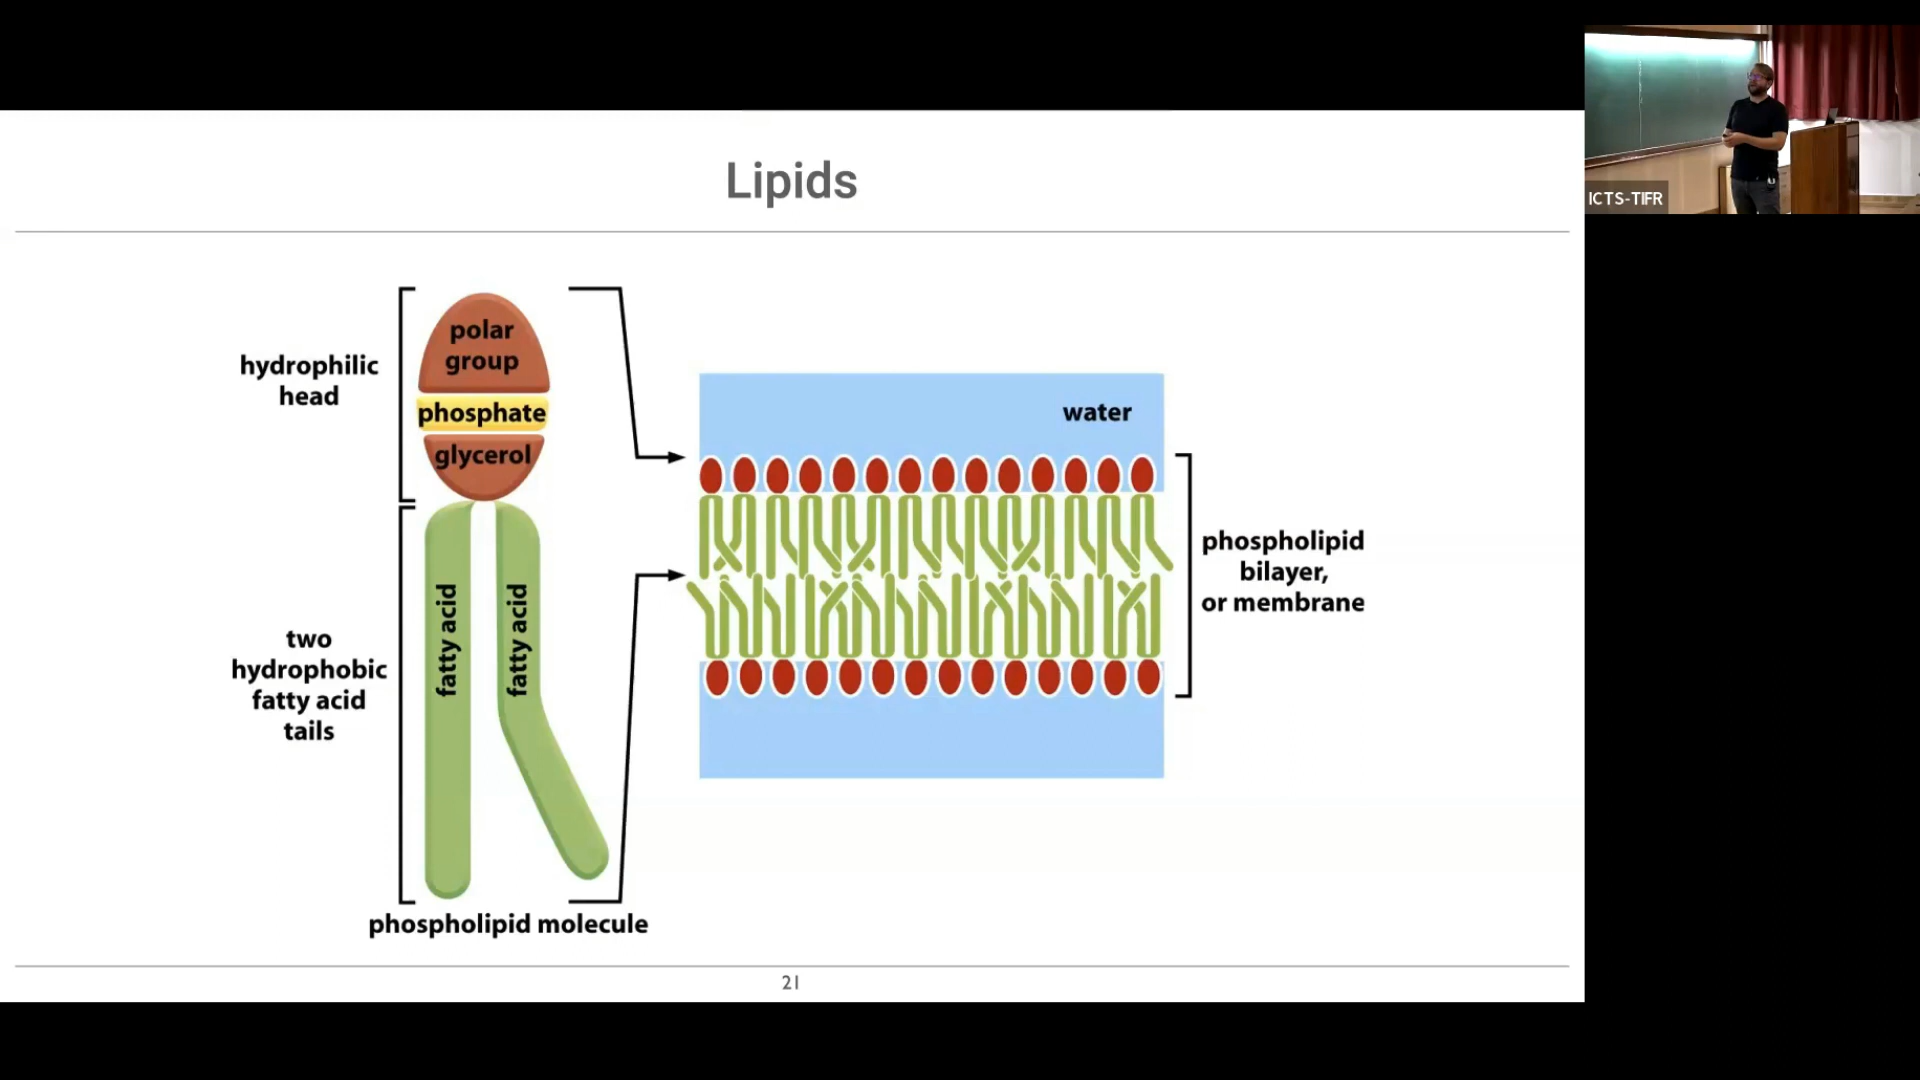 Lipids
hydrophilic
head
polar
group
phosphate
glycerol
two
hydrophobic
fatty acid
tails
fatty acid
fatty acid
phospholipid molecule
water
phospholipid
bilayer,
or membrane
21
ICTS-TIFR